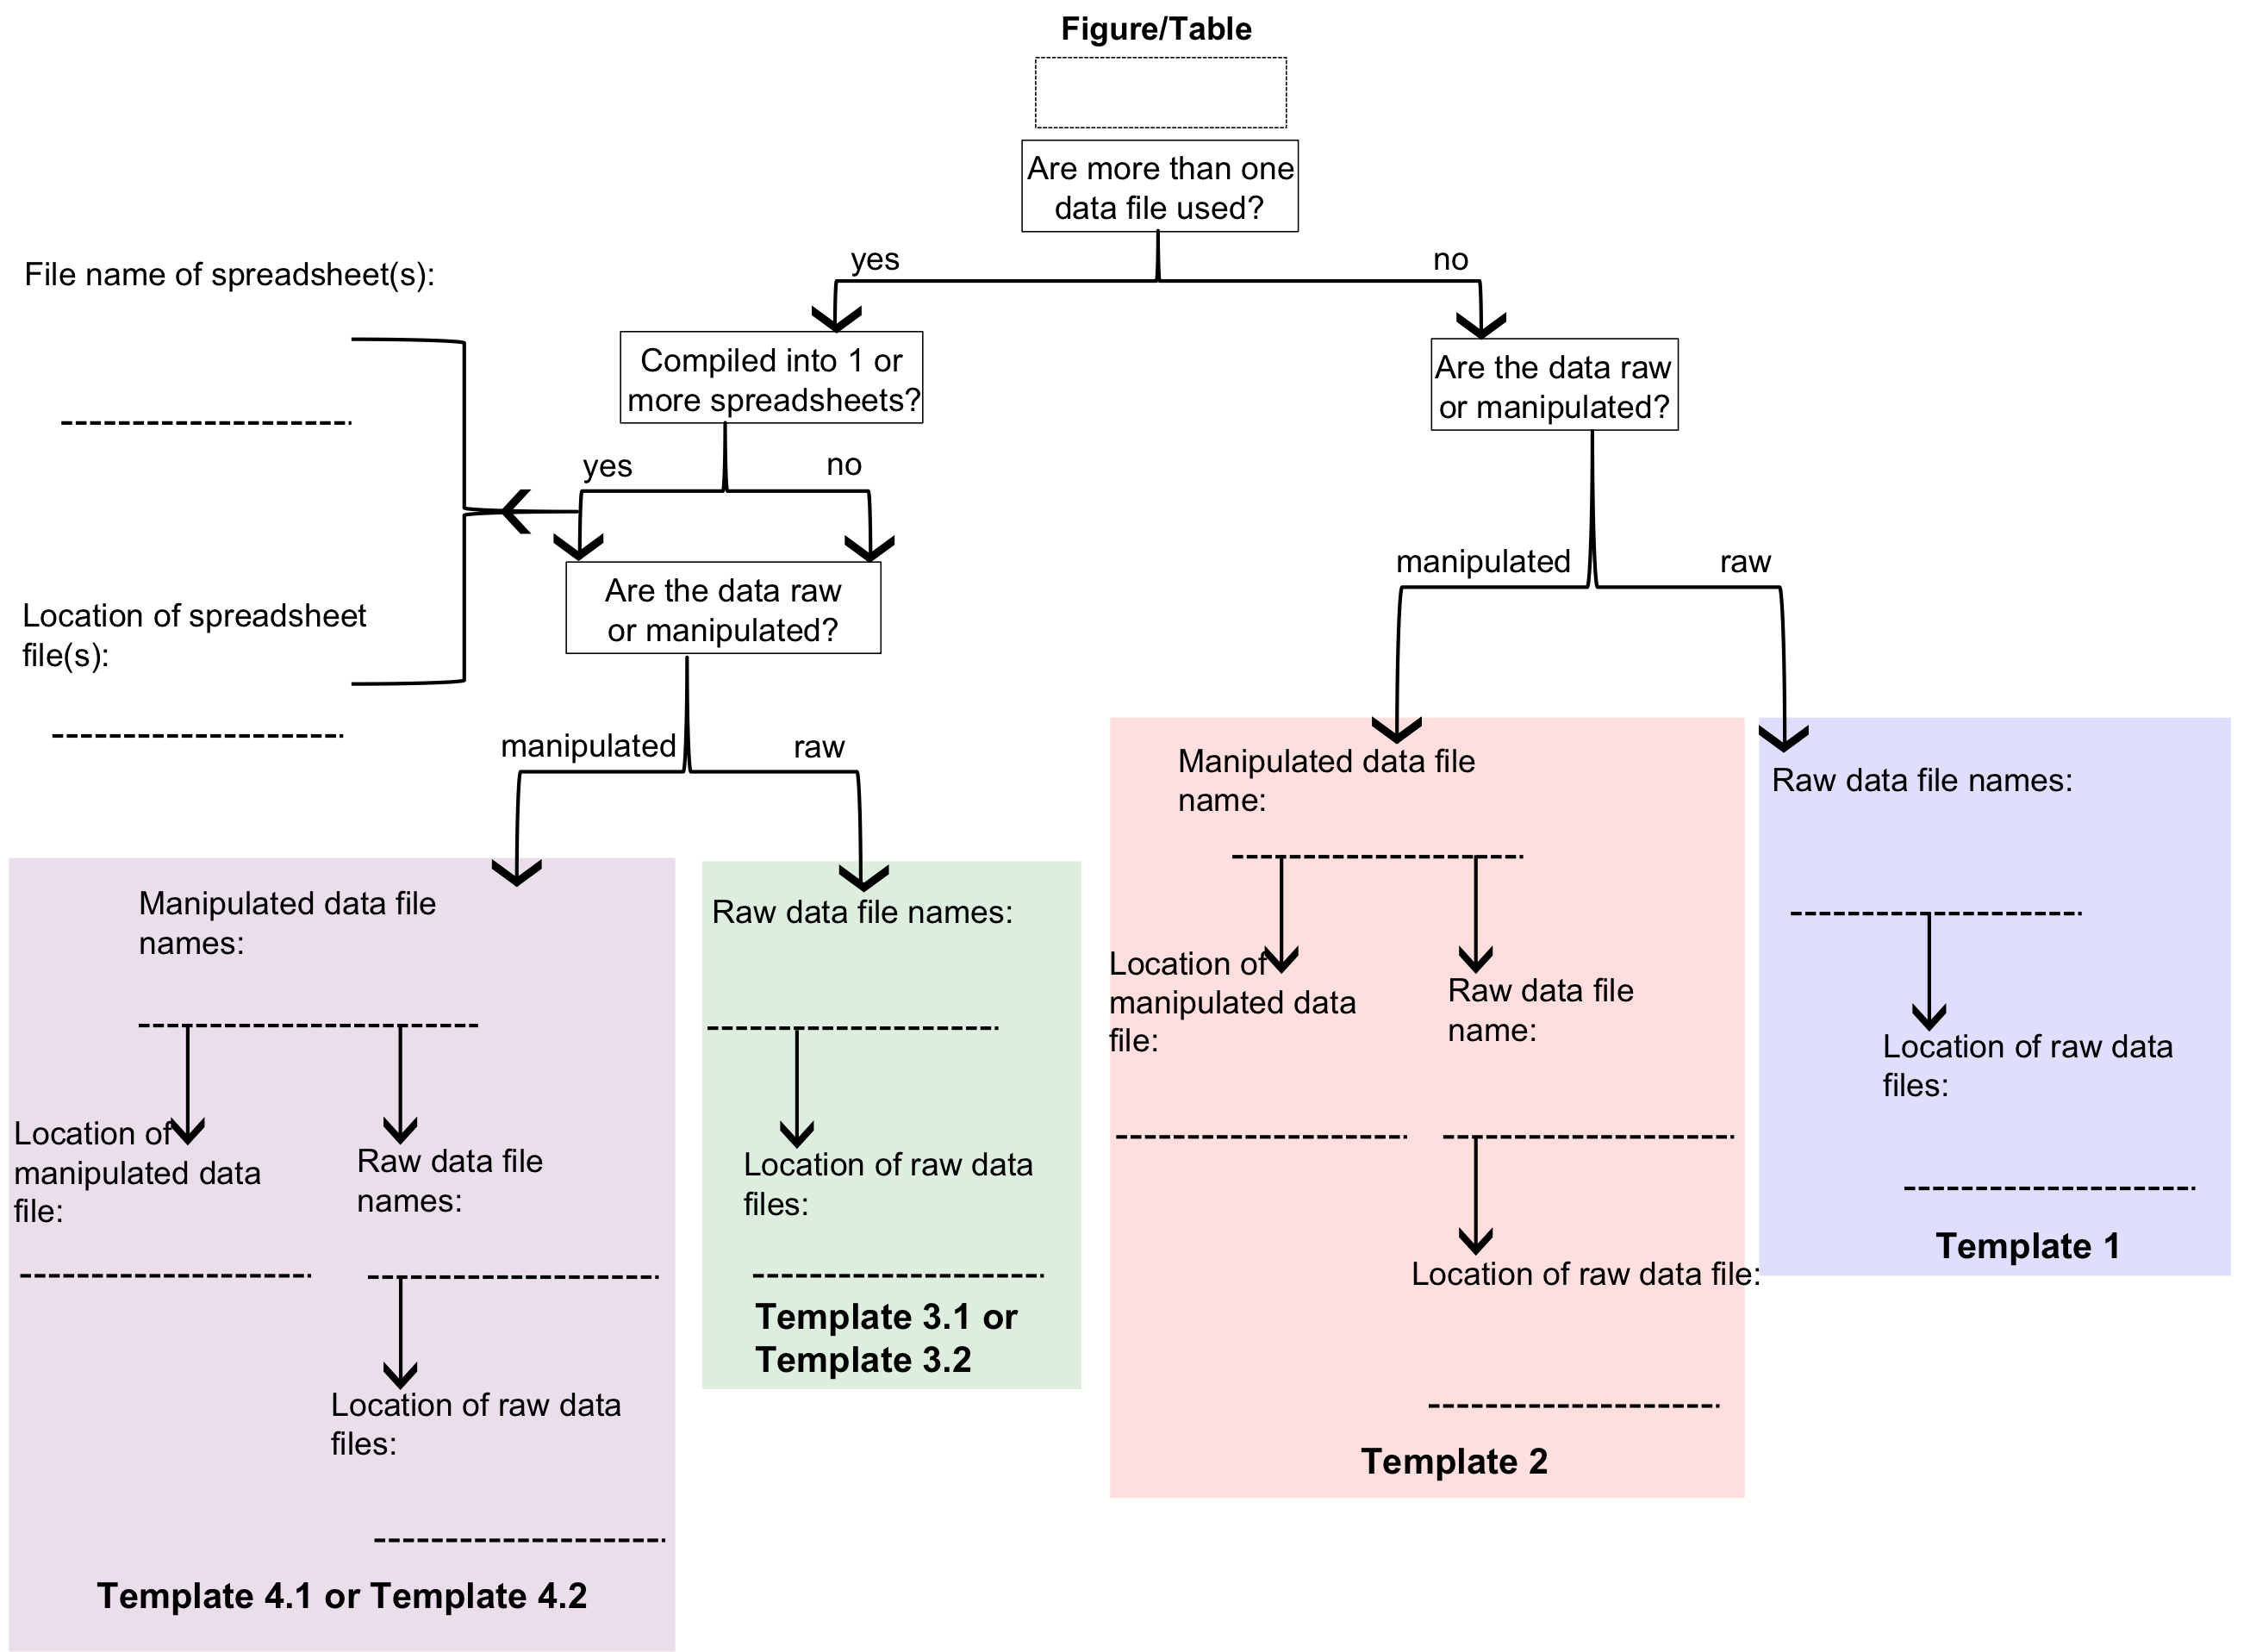 Figure/Table
Are more than one
data file used?
yes
no
File name of spreadsheet(s):
Compiled into 1 or
more spreadsheets?
Are the data raw
or manipulated?
yes
no
Location of spreadsheet
file(s):
Are the data raw
or manipulated?
manipulated
raw
manipulated
raw
Manipulated data file
names:
Location of
manipulated data
file:
Raw data file
names:
Location of raw data
files:
Template 4.1 or Template 4.2
Raw data file names:
Location of raw data
files:
Template 3.1 or
Template 3.2
Manipulated data file
name:
Location of
manipulated data
file:
Raw data file
name:
Location of raw data file:
Template 2
Raw data file names:
Location of raw data
files:
Template 1